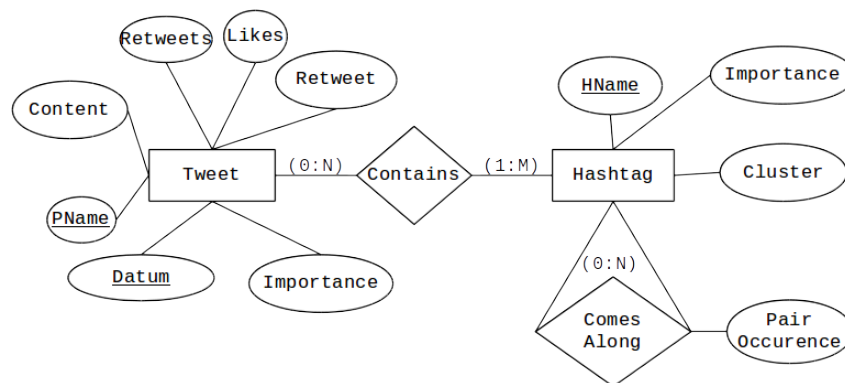 Retweets
Likes
Retweet
HName
Importance
Content
(0:N)
(1:M)
Tweet
Contains
Hashtag
Cluster
PName
Datum
Importance
(0:N)
Comes
Along
Pair
Occurence